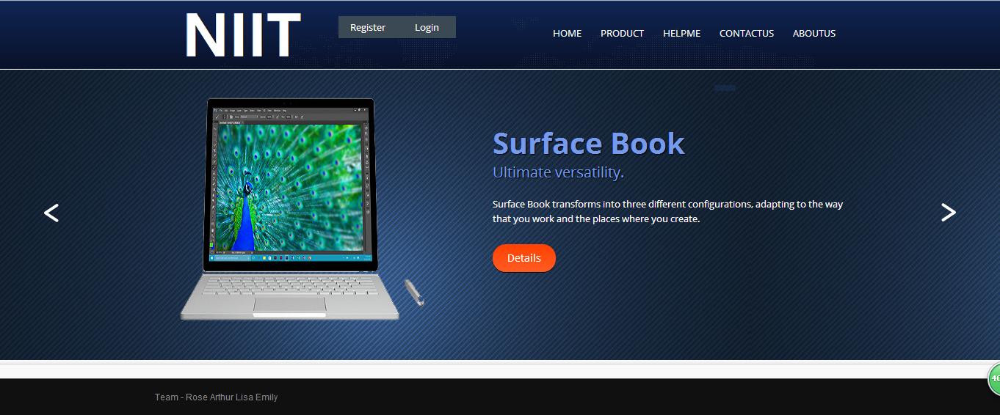 NIIT
Register Login
HOME PRODUCT HELPME CONTACTUS ABOUTUS
Surface Book
Ultimate versatility.
Surface Book transforms into three different configurations, adapting to the way
that you work and the places where you create.
Details
Team - Rose Arthur Lisa Emily